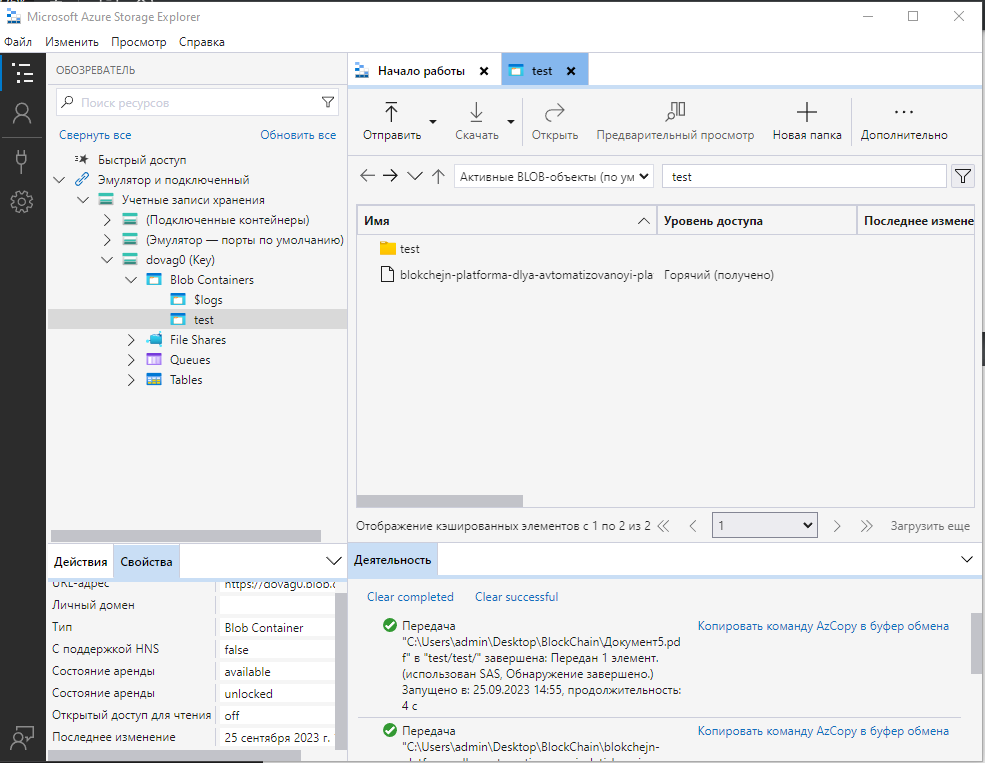 Microsoft Azure Storage Explorer
Файл Изменить Просмотр Справка
ОБОЗРЕВАТЕЛЬ
Поиск ресурсов
Свернуть все Обновить все
Быстрый доступ
Эмулятор и подключенный
Учетные записи хранения
(Подключенные контейнеры)
(Эмулятор — порты по умолчанию)
dovag0 (Key)
Blob Containers
$logs
test
File Shares
Queues
Tables
Действия Свойства
URL-адрес https://dovag0.blob.
Личный домен
Тип Blob Container
С поддержкой HNS false
Состояние аренды available
Состояние аренды unlocked
Открытый доступ для чтения off
Последнее изменение 25 сентября 2023 г.
Начало работы test
Отправить Скачать Открыть Предварительный просмотр Новая папка Дополнительно
Активные BLOB-объекты (по ум test
Имя Уровень доступа Последнее измене
test
blokchejn-platforma-dlya-avtomatizovanoyi-pla Горячий (получено)
Отображение кэшированных элементов с 1 по 2 из 2 1 Загрузить еще
Деятельность
Clear completed Clear successful
Передача Копировать команду AzCopy в буфер обмена
"C:\Users\admin\Desktop\BlockChain\Документ5.pd
f" в "test/test/" завершена: Передан 1 элемент.
(использован SAS, Обнаружение завершено.)
Запущено в: 25.09.2023 14:55, продолжительность:
4 с
Передача Копировать команду AzCopy в буфер обмена
"C:\Users\admin\Desktop\BlockChain\blokchejn-